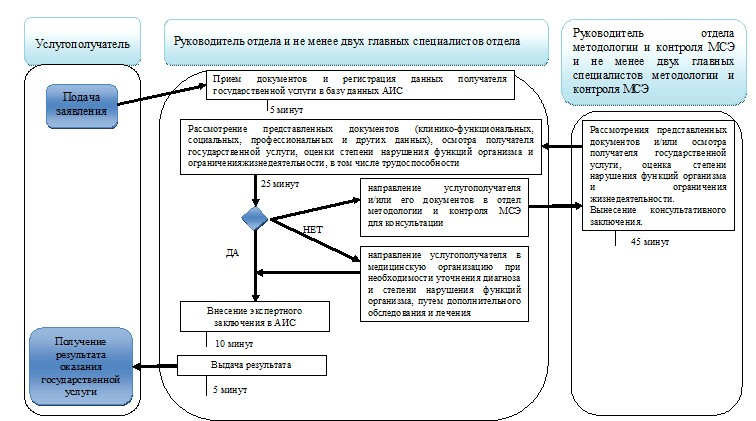 Услугополучатель
Руководитель отдела и не менее двух главных специалистов отдела
Руководитель отдела
методологии и контроля МСЭ
и не менее двух главных
специалистов методологии и
контроля МСЭ
Подача
заявления
Прием документов и регистрация данных получателя
государственной услуги в базу данных АИС
5 минут
Рассмотрение представленных документов (клинико-функциональных,
социальных, профессиональных и других данных), осмотра получателя
государственной услуги, оценки степени нарушения функций организма и
ограниченияжизнедеятельности, в том числе трудоспособности
25 минут
Рассмотрения представленных
документов и/или осмотра
получателя государственной
услуги, оценка степени
нарушения функций организма
и ограничения
жизнедеятельности.
Вынесение консультативного
заключения.
45 минут
направление услугополучателя
и/или его документов в отдел
методологии и контроля МСЭ
для консультации
НЕТ
ДА
направление услугополучателя в
медицинскую организацию при
необходимости уточнения диагноза
и степени нарушения функций
организма, путем дополнительного
обследования и лечения
Внесение экспертного
заключения в АИС
10 минут
Выдача результата
5 минут
Получение
результата
оказания
государственной
услуги